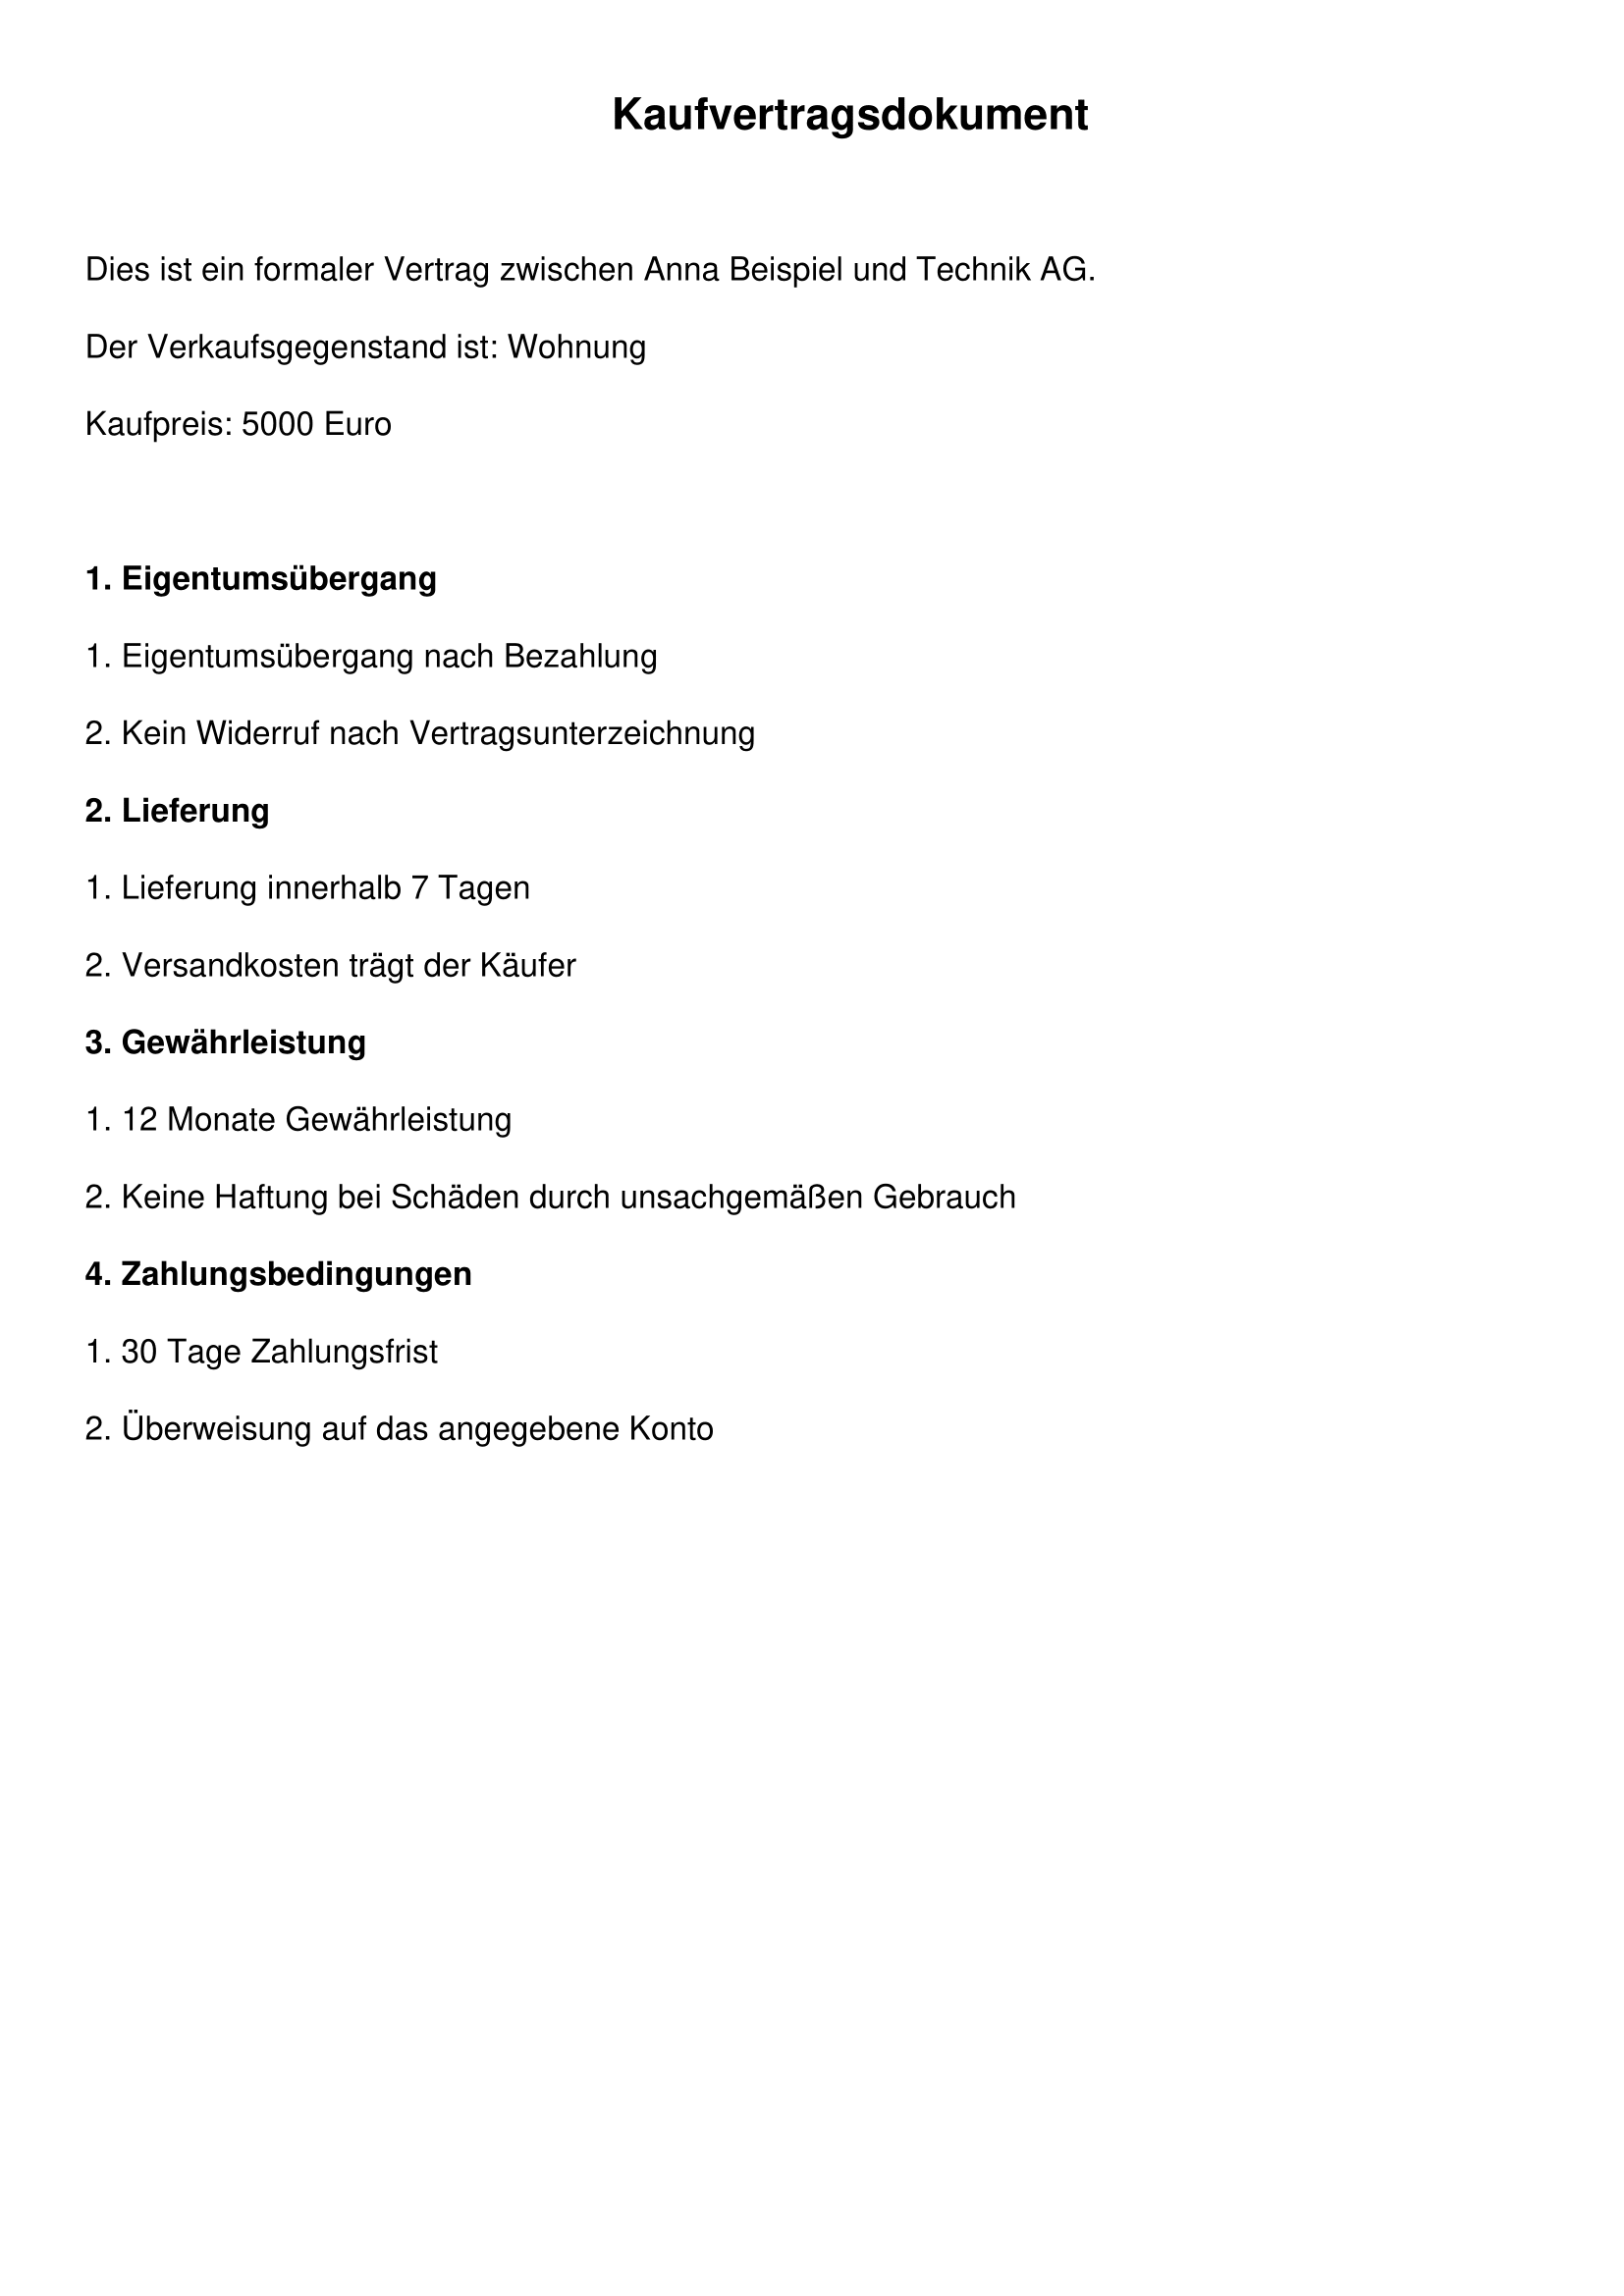 Kaufvertragsdokument
Dies ist ein formaler Vertrag zwischen Anna Beispiel und Technik AG.
Der Verkaufsgegenstand ist: Wohnung
Kaufpreis: 5000 Euro
1. Eigentumsübergang
1. Eigentumsübergang nach Bezahlung
2. Kein Widerruf nach Vertragsunterzeichnung
2. Lieferung
1. Lieferung innerhalb 7 Tagen
2. Versandkosten trägt der Käufer
3. Gewährleistung
1. 12 Monate Gewährleistung
2. Keine Haftung bei Schäden durch unsachgemäßen Gebrauch
4. Zahlungsbedingungen
1. 30 Tage Zahlungsfrist
2. Überweisung auf das angegebene Konto